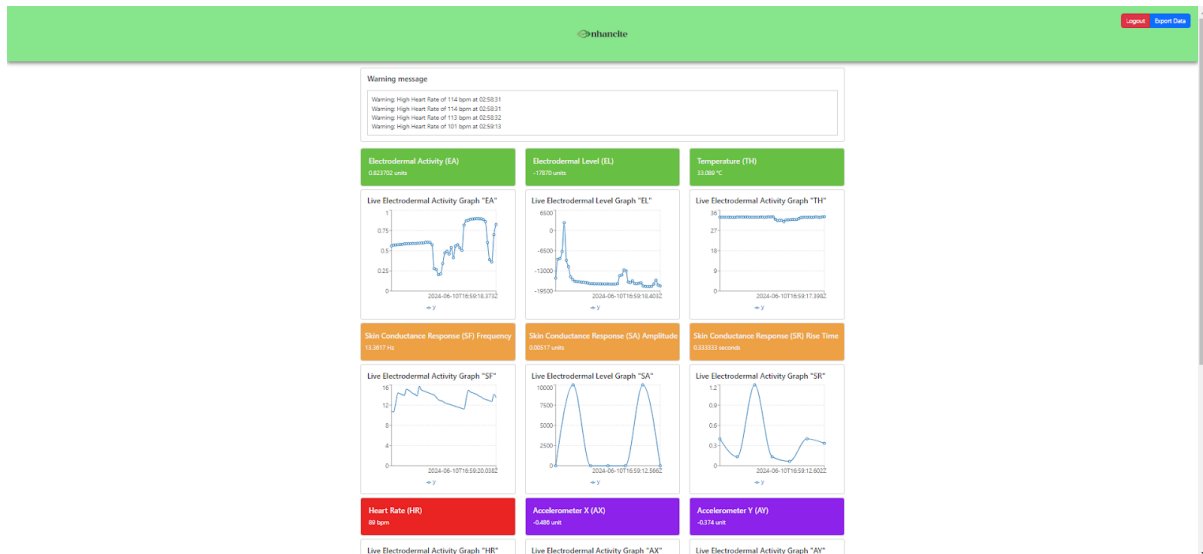 Logout Export Data
enhancite
Warning message
Warning: High Heart Rate of 114 bpm at 02:58:31
Warning: High Heart Rate of 114 bpm at 02:58:31
Warning: High Heart Rate of 113 bpm at 02:58:32
Warning: High Heart Rate of 101 bpm at 02:59:13
Electrodermal Activity (EA)
0.823702 units
Electrodermal Level (EL)
-17870 units
Temperature (TH)
33.089 °C
Live Electrodermal Activity Graph "EA"
1
0.75
0.5
0.25
0
2024-06-10T16:59:18.373Z
y
Live Electrodermal Level Graph "EL"
6500
0
-6500
-13000
-19500
2024-06-10T16:59:18.403Z
y
Live Electrodermal Activity Graph "TH"
36
27
18
9
0
2024-06-10T16:59:17.398Z
y
Skin Conductance Response (SF) Frequency
13.3817 Hz
Skin Conductance Response (SA) Amplitude
0.00517 units
Skin Conductance Response (SR) Rise Time
0.333333 seconds
Live Electrodermal Activity Graph "SF"
16
12
8
4
0
2024-06-10T16:59:20.038Z
y
Live Electrodermal Level Graph "SA"
10000
7500
5000
2500
0
2024-06-10T16:59:12.566Z
y
Live Electrodermal Activity Graph "SR"
1.2
0.9
0.6
0.3
0
2024-06-10T16:59:12.602Z
y
Heart Rate (HR)
89 bpm
Accelerometer X (AX)
-0.486 unit
Accelerometer Y (AY)
-0.374 unit
Live Electrodermal Activity Graph "HR"
Live Electrodermal Activity Graph "AX"
Live Electrodermal Activity Graph "AY"